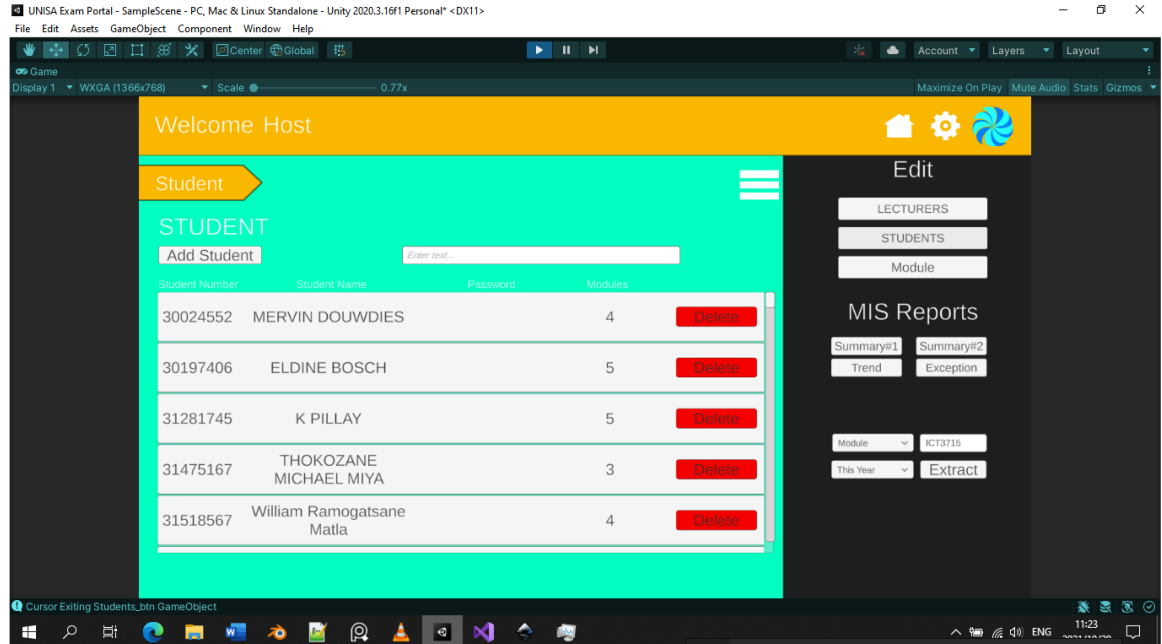 UNISA Exam Portal - SampleScene - PC, Mac & Linux Standalone - Unity 2020.3.16f1 Personal* <DX11>
File Edit Assets GameObject Component Window Help
Center Global Account Layers Layout
Game
Display 1 WXGA (1366x768) Scale 0.77x Maximize On Play Mute Audio Stats Gizmos
Welcome Host
Student
STUDENT
Add Student Enter text...
Student Number Student Name Password Modules
30024552 MERVIN DOUWDIES 4 Delete
30197406 ELDINE BOSCH 5 Delete
31281745 K PILLAY 5 Delete
31475167 THOKOZANE
MICHAEL MIYA 3 Delete
31518567 William Ramogatsane
Matla 4 Delete
Edit
LECTURERS
STUDENTS
Module
MIS Reports
Summary#1 Summary#2
Trend Exception
Module ICT3715
This Year Extract
Cursor Exiting Students_btn GameObject
ENG 11:23